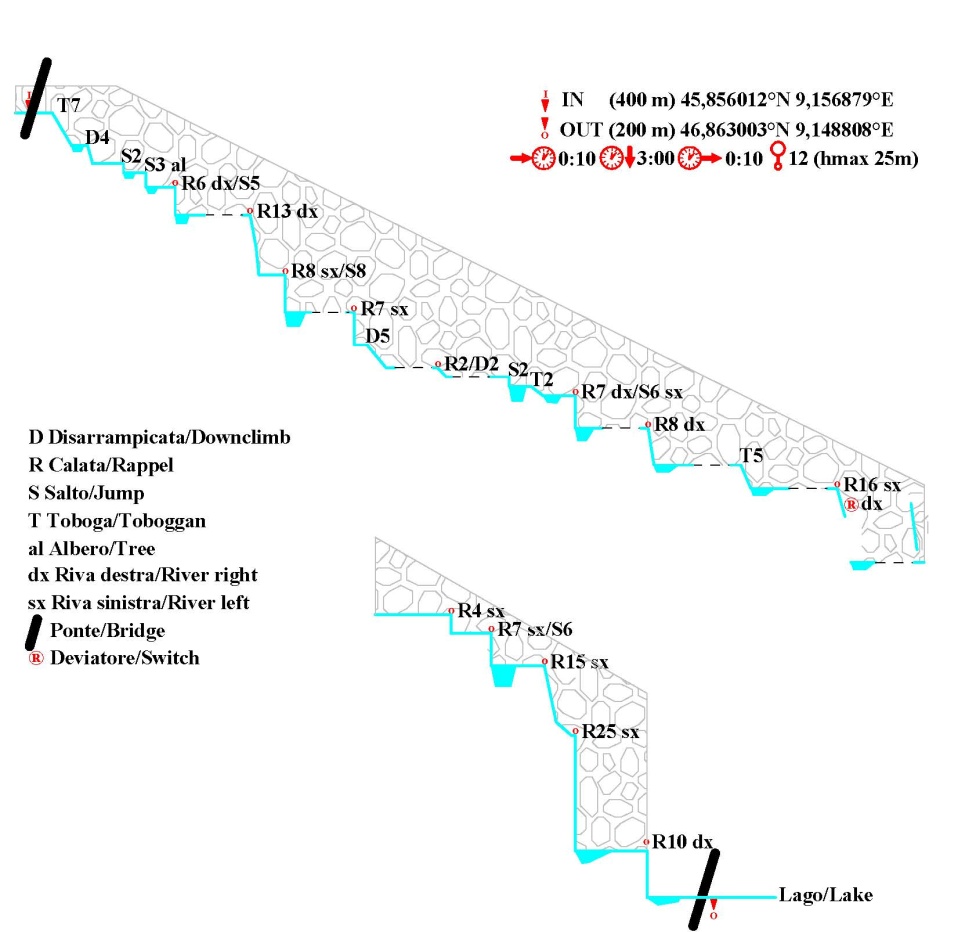 I IN (400 m) 45,856012°N 9,156879°E
OUT (200 m) 46,863003°N 9,148808°E
O
0:10 3:00 0:10 12 (hmax 25m)
I
T7
D4
S2
S3 al
R6 dx/S5
R13 dx
R8 sx/S8
R7 sx
D5
R2/D2
S2
T2
R7 dx/S6 sx
R8 dx
T5
R16 sx
R dx
D Disarrampicata/Downclimb
R Calata/Rappel
S Salto/Jump
T Toboga/Toboggan
al Albero/Tree
dx Riva destra/River right
sx Riva sinistra/River left
Ponte/Bridge
R Deviatore/Switch
R4 sx
R7 sx/S6
R15 sx
R25 sx
R10 dx
Lago/Lake
O